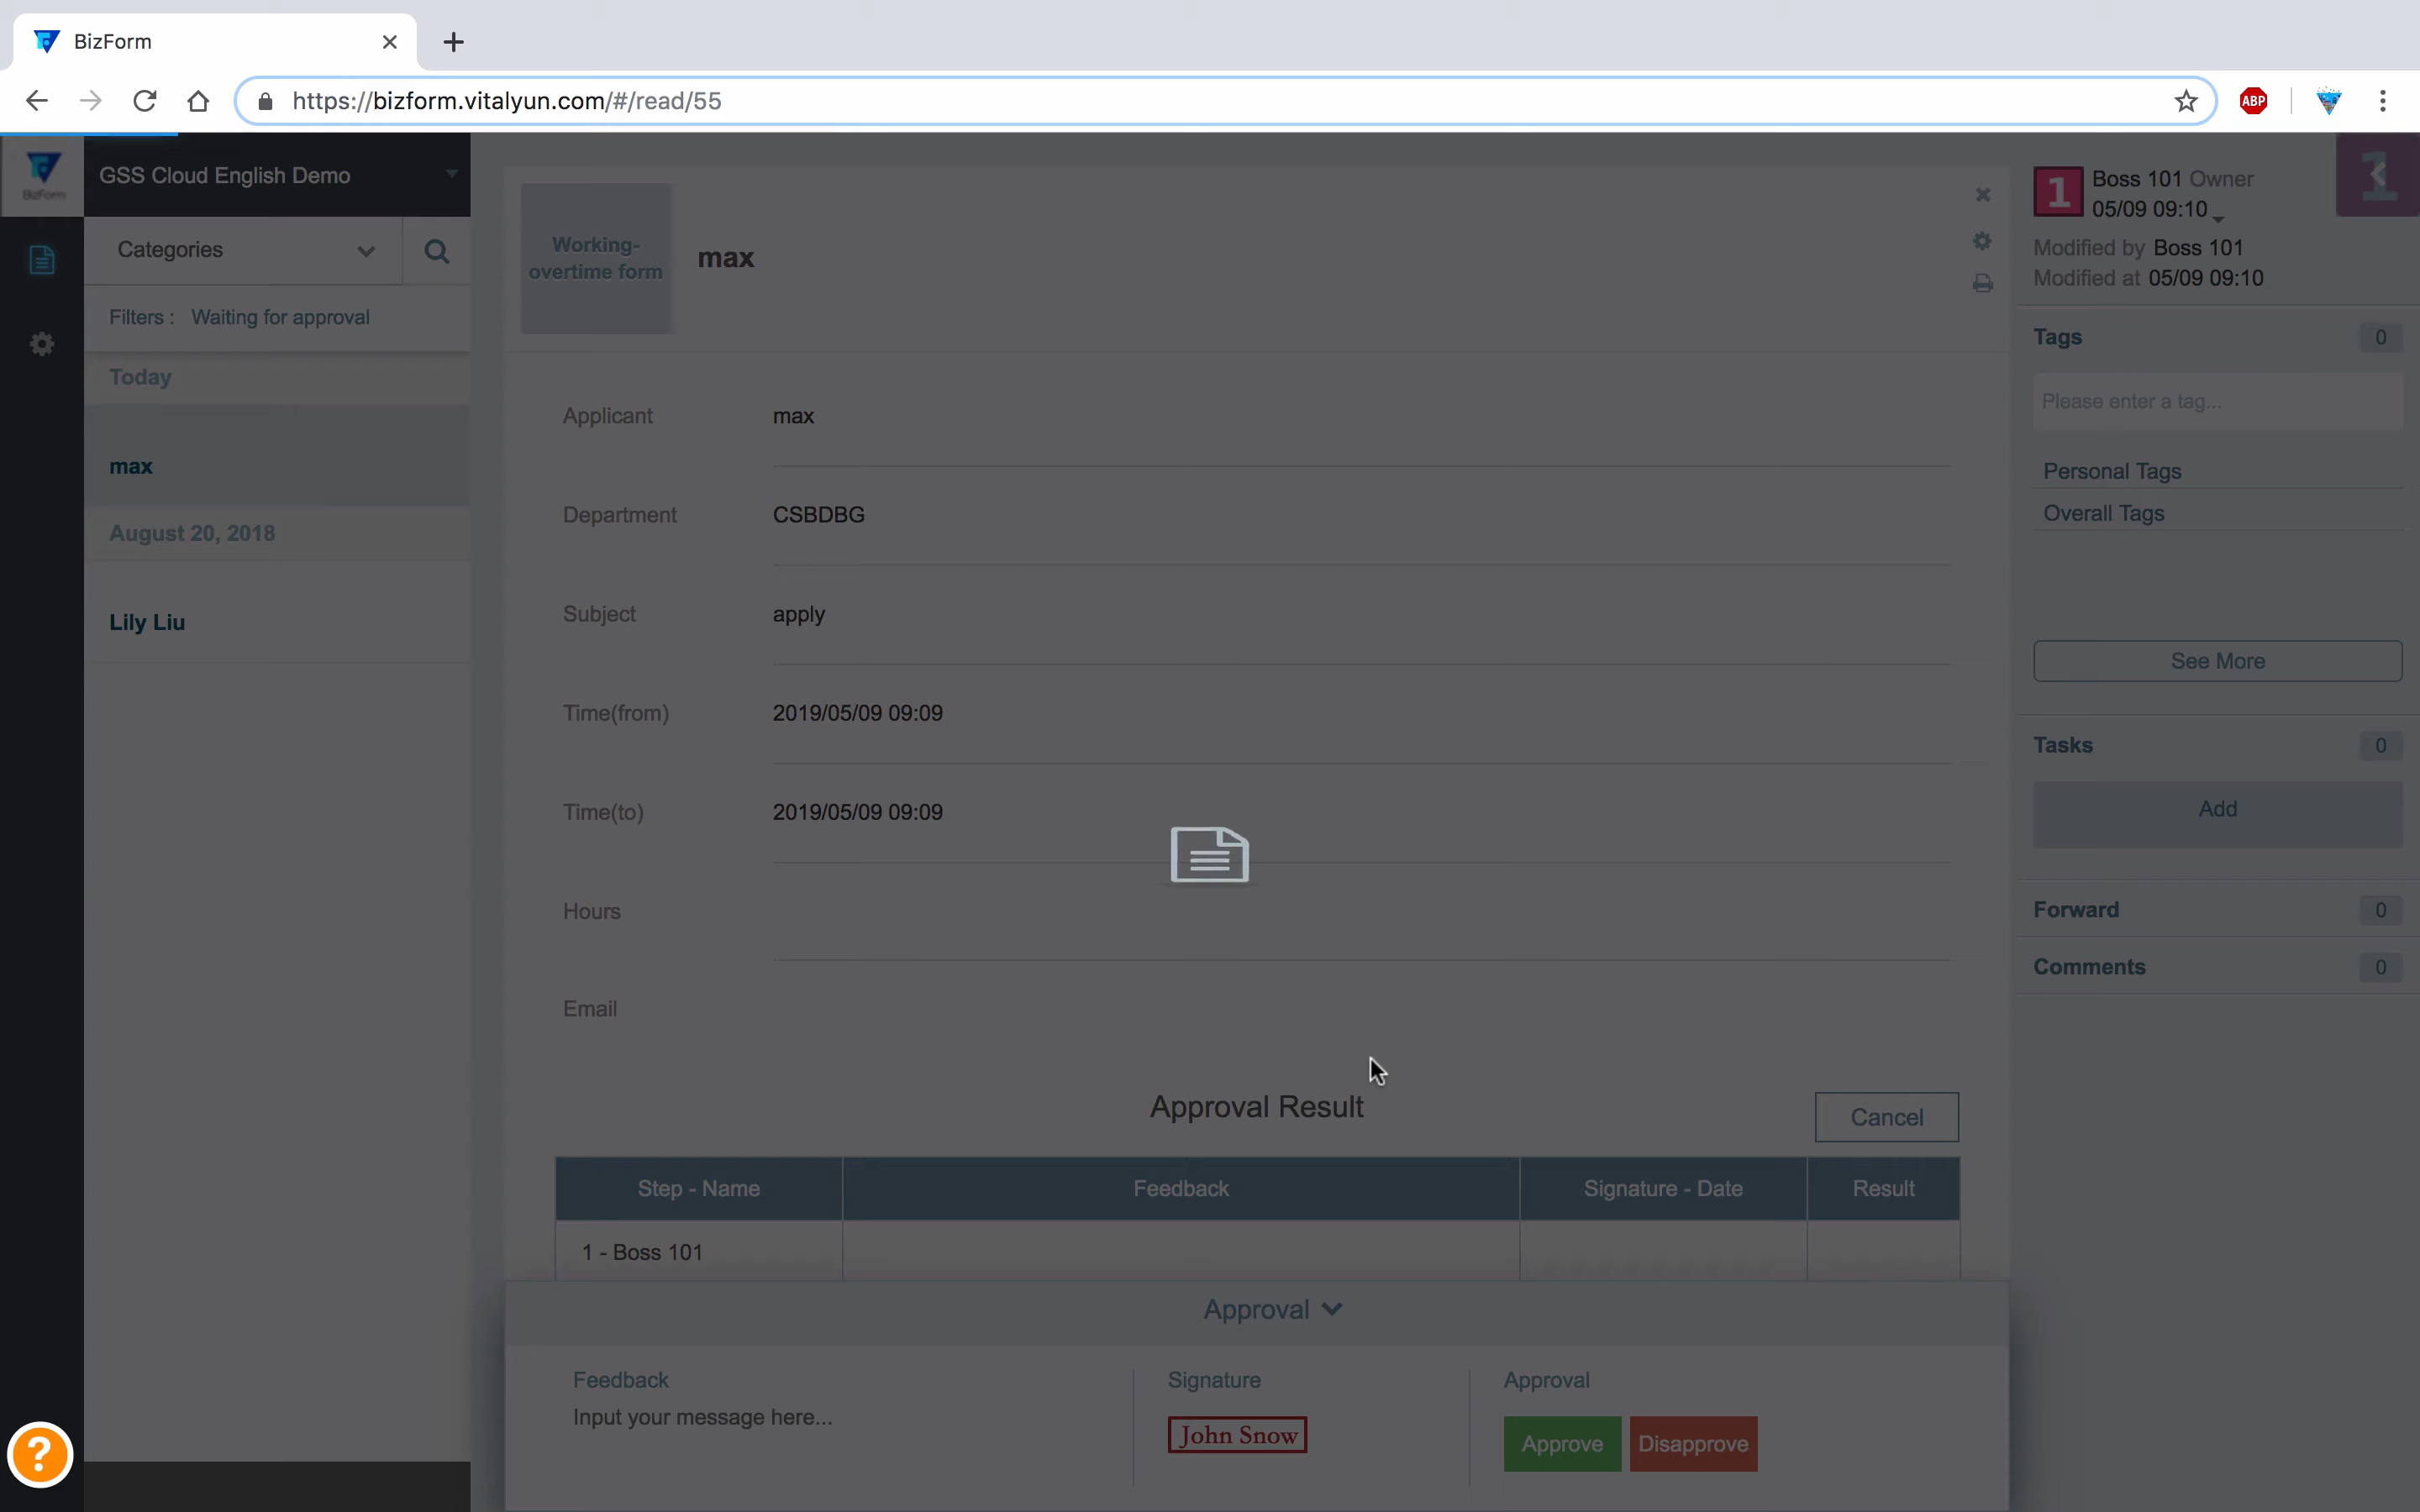 BizForm
https://bizform.vitalyun.com/#/read/55
ABP
BizForm
GSS Cloud English Demo
Categories
Filters : Waiting for approval
Today
max
August 20, 2018
Lily Liu
?
Working-
overtime form
max
Applicant max
Department CSBDBG
Subject apply
Time(from) 2019/05/09 09:09
Time(to) 2019/05/09 09:09
Hours
Email
Approval Result
Cancel
Step - Name Feedback Signature - Date Result
1 - Boss 101
Approval
Feedback
Input your message here...
Signature
John Snow
Approval
Approve Disapprove
1
Boss 101 Owner
05/09 09:10
1
Modified by Boss 101
Modified at 05/09 09:10
Tags 0
Please enter a tag...
Personal Tags
Overall Tags
See More
Tasks 0
Add
Forward 0
Comments 0